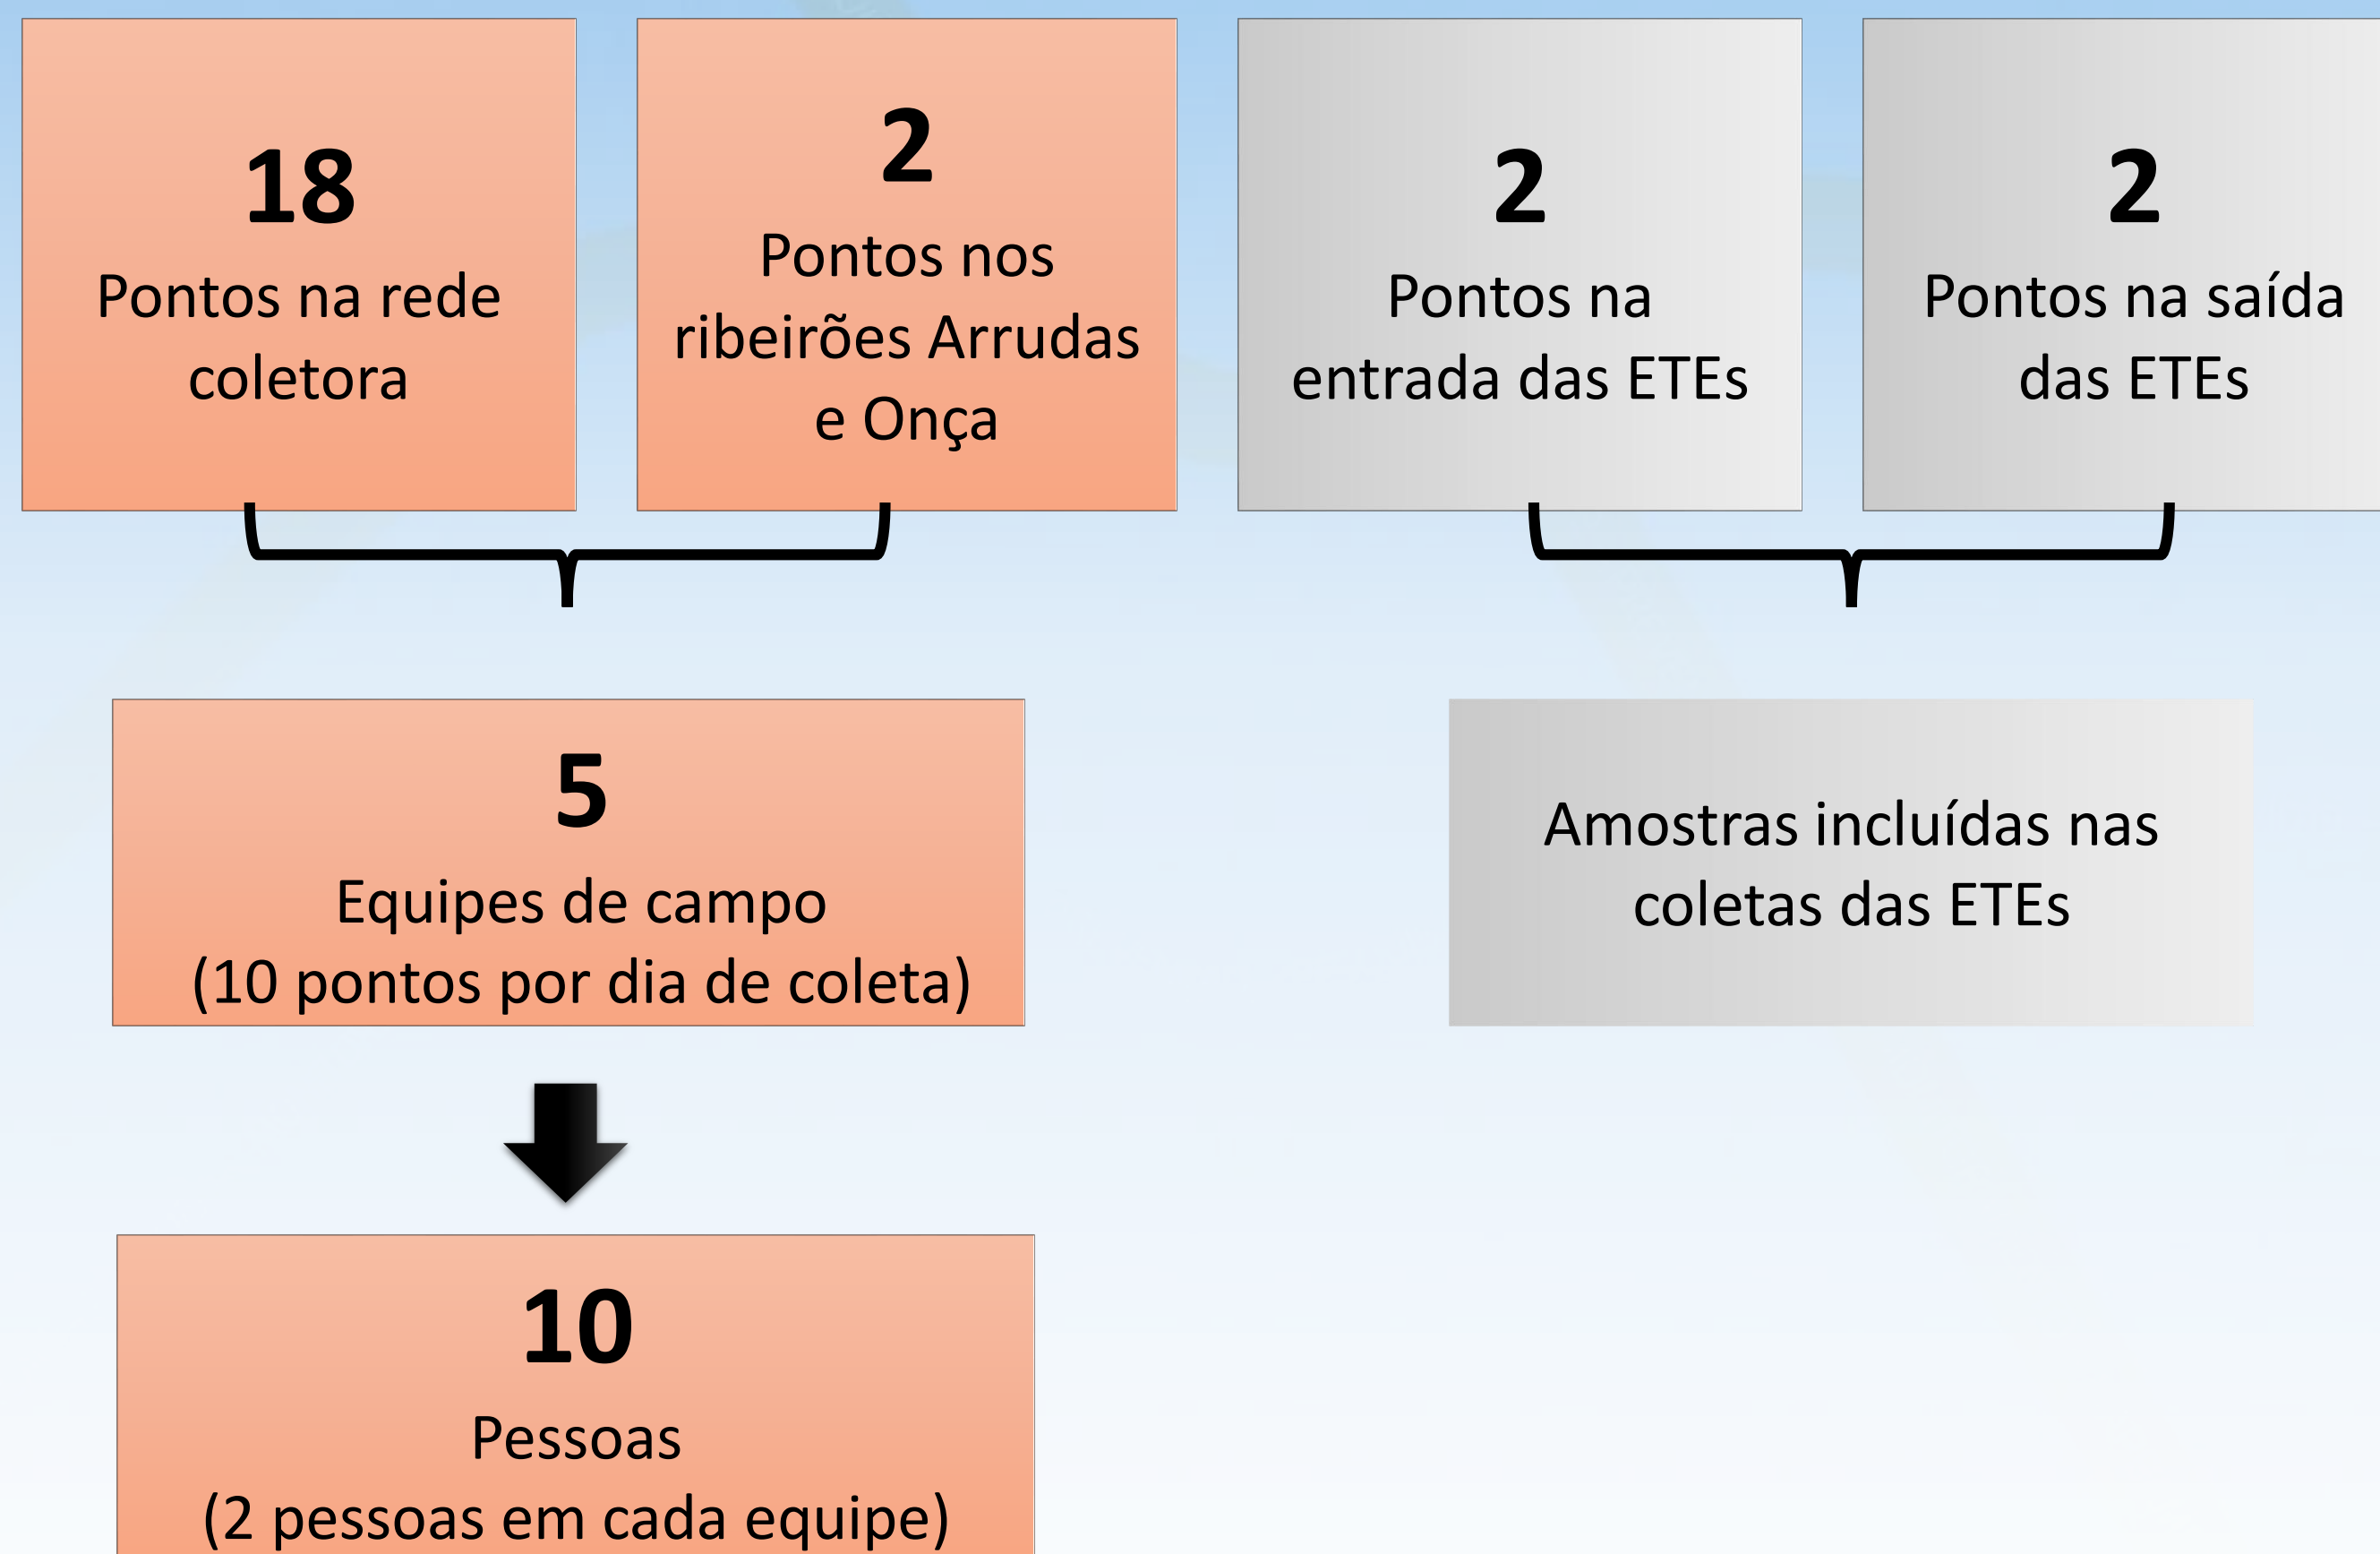 18
Pontos na rede
coletora
2
Pontos nos
ribeirões Arrudas
e Onça
2
Pontos na
entrada das ETEs
2
Pontos na saída
das ETEs
5
Equipes de campo
(10 pontos por dia de coleta)
Amostras incluídas nas
coletas das ETEs
10
Pessoas
(2 pessoas em cada equipe)